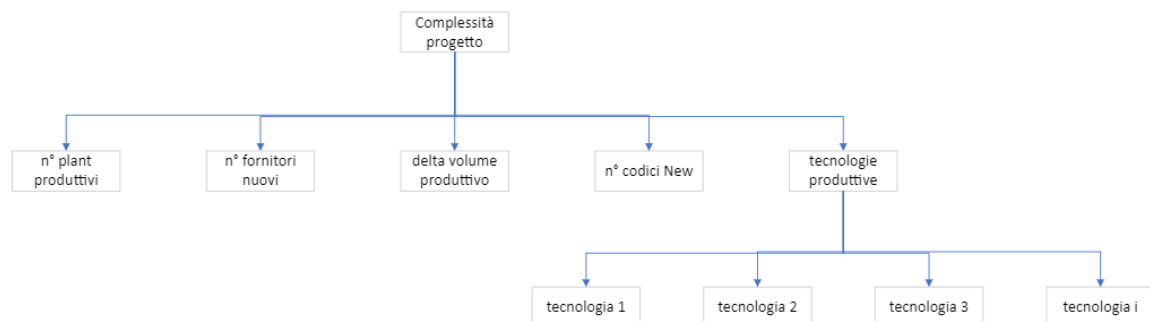 Complessità
progetto
n° plant
produttivi
n° fornitori
nuovi
delta volume
produttivo
n° codici New
tecnologie
produttive
tecnologia 1
tecnologia 2
tecnologia 3
tecnologia i